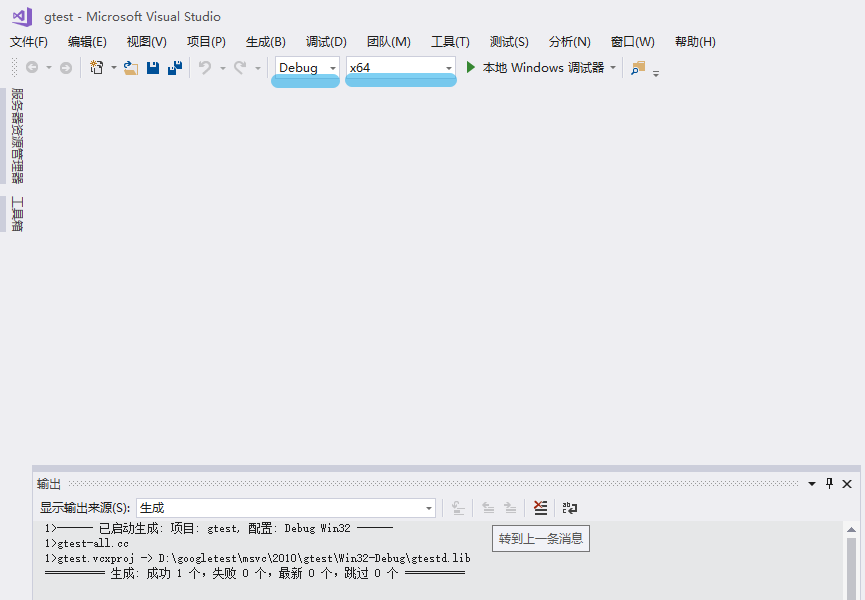 gtest - Microsoft Visual Studio
文件(F) 编辑(E) 视图(V) 项目(P) 生成(B) 调试(D) 团队(M) 工具(T) 测试(S) 分析(N) 窗口(W) 帮助(H)
Debug x64 本地 Windows 调试器
服务器资源管理器
工具箱
输出
显示输出来源(S): 生成
1>------ 已启动生成: 项目: gtest, 配置: Debug Win32 ------
1>gtest-all.cc
转到上一条消息
1>gtest.vcxproj -> D:\googletest\msvc\2010\gtest\Win32-Debug\gtestd.lib
========== 生成: 成功 1 个，失败 0 个，最新 0 个，跳过 0 个 ==========